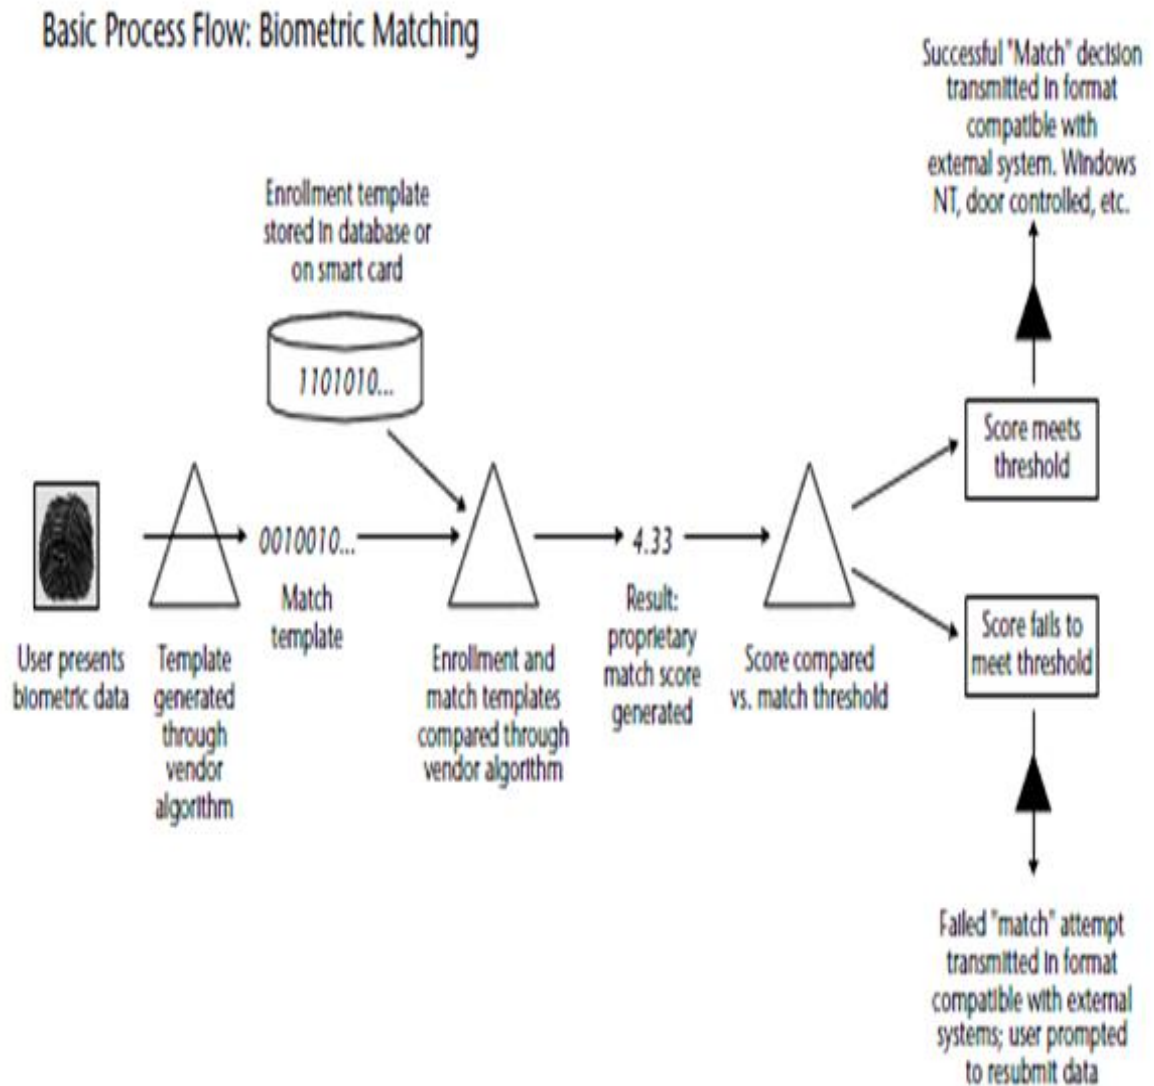 Basic Process Flow: Biometric Matching
Successful "Match" decision
transmitted in format
compatible with
external system. Windows
NT, door controlled, etc.
Enrollment template
stored in database or
on smart card
1101010...
Score meets
threshold
0010010...
4.33
Match
template
Result:
proprietary
match score
generated
Score fails to
meet threshold
User presents
biometric data
Template
generated
through
vendor
algorithm
Enrollment and
match templates
compared through
vendor algorithm
Score compared
vs. match threshold
Failed "match" attempt
transmitted in format
compatible with external
systems; user prompted
to resubmit data